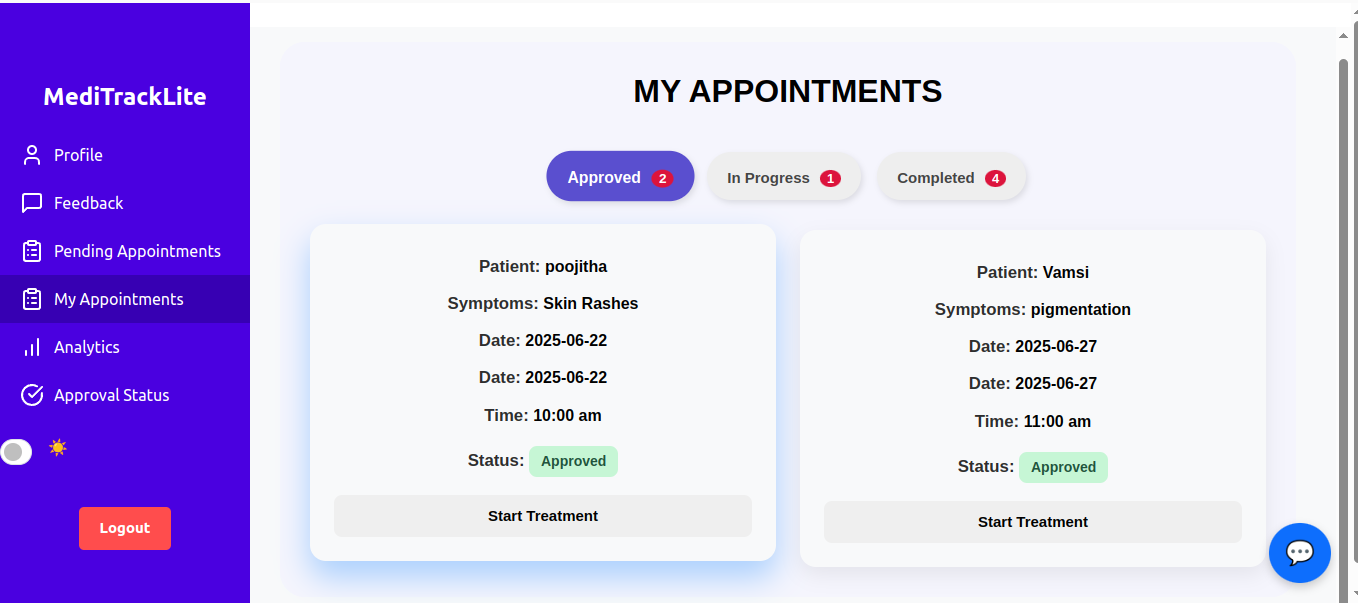 MediTrackLite
Profile
Feedback
Pending Appointments
My Appointments
Analytics
Approval Status
Logout
MY APPOINTMENTS
Approved 2
In Progress 1
Completed 4
Patient: poojitha
Symptoms: Skin Rashes
Date: 2025-06-22
Date: 2025-06-22
Time: 10:00 am
Status: Approved
Start Treatment
Patient: Vamsi
Symptoms: pigmentation
Date: 2025-06-27
Date: 2025-06-27
Time: 11:00 am
Status: Approved
Start Treatment